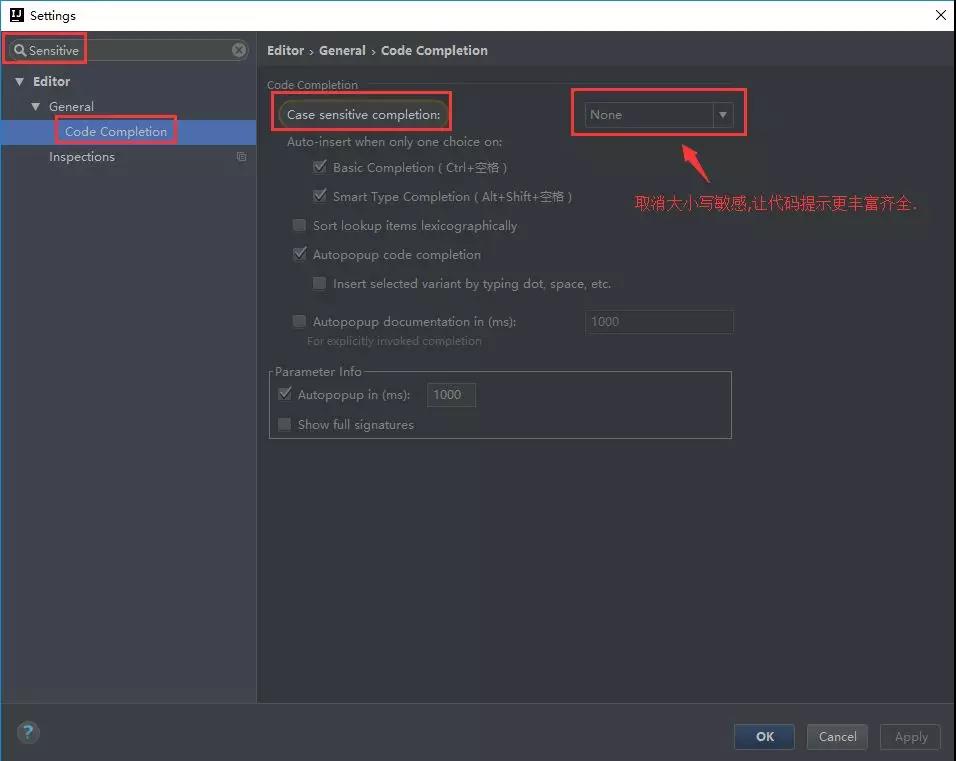 IJ Settings
Sensitive
Editor
General
Code Completion
Inspections
Editor › General › Code Completion
Code Completion
Case sensitive completion:
None
取消大小写敏感,让代码提示更丰富齐全.
Auto-insert when only one choice on:
Basic Completion ( Ctrl+空格 )
Smart Type Completion ( Alt+Shift+空格 )
Sort lookup items lexicographically
Autopopup code completion
Insert selected variant by typing dot, space, etc.
Autopopup documentation in (ms): 1000
For explicitly invoked completion
Parameter Info
Autopopup in (ms): 1000
Show full signatures
?
OK Cancel Apply